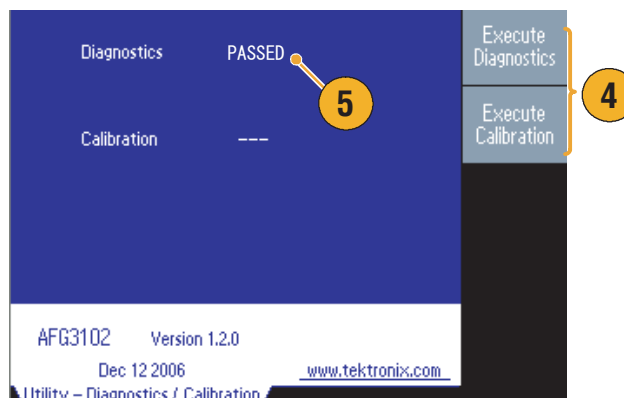 Diagnostics PASSED
5
Calibration ---
Execute
Diagnostics
Execute
Calibration
4
AFG3102 Version 1.2.0
Dec 12 2006 www.tektronix.com
Utility – Diagnostics / Calibration